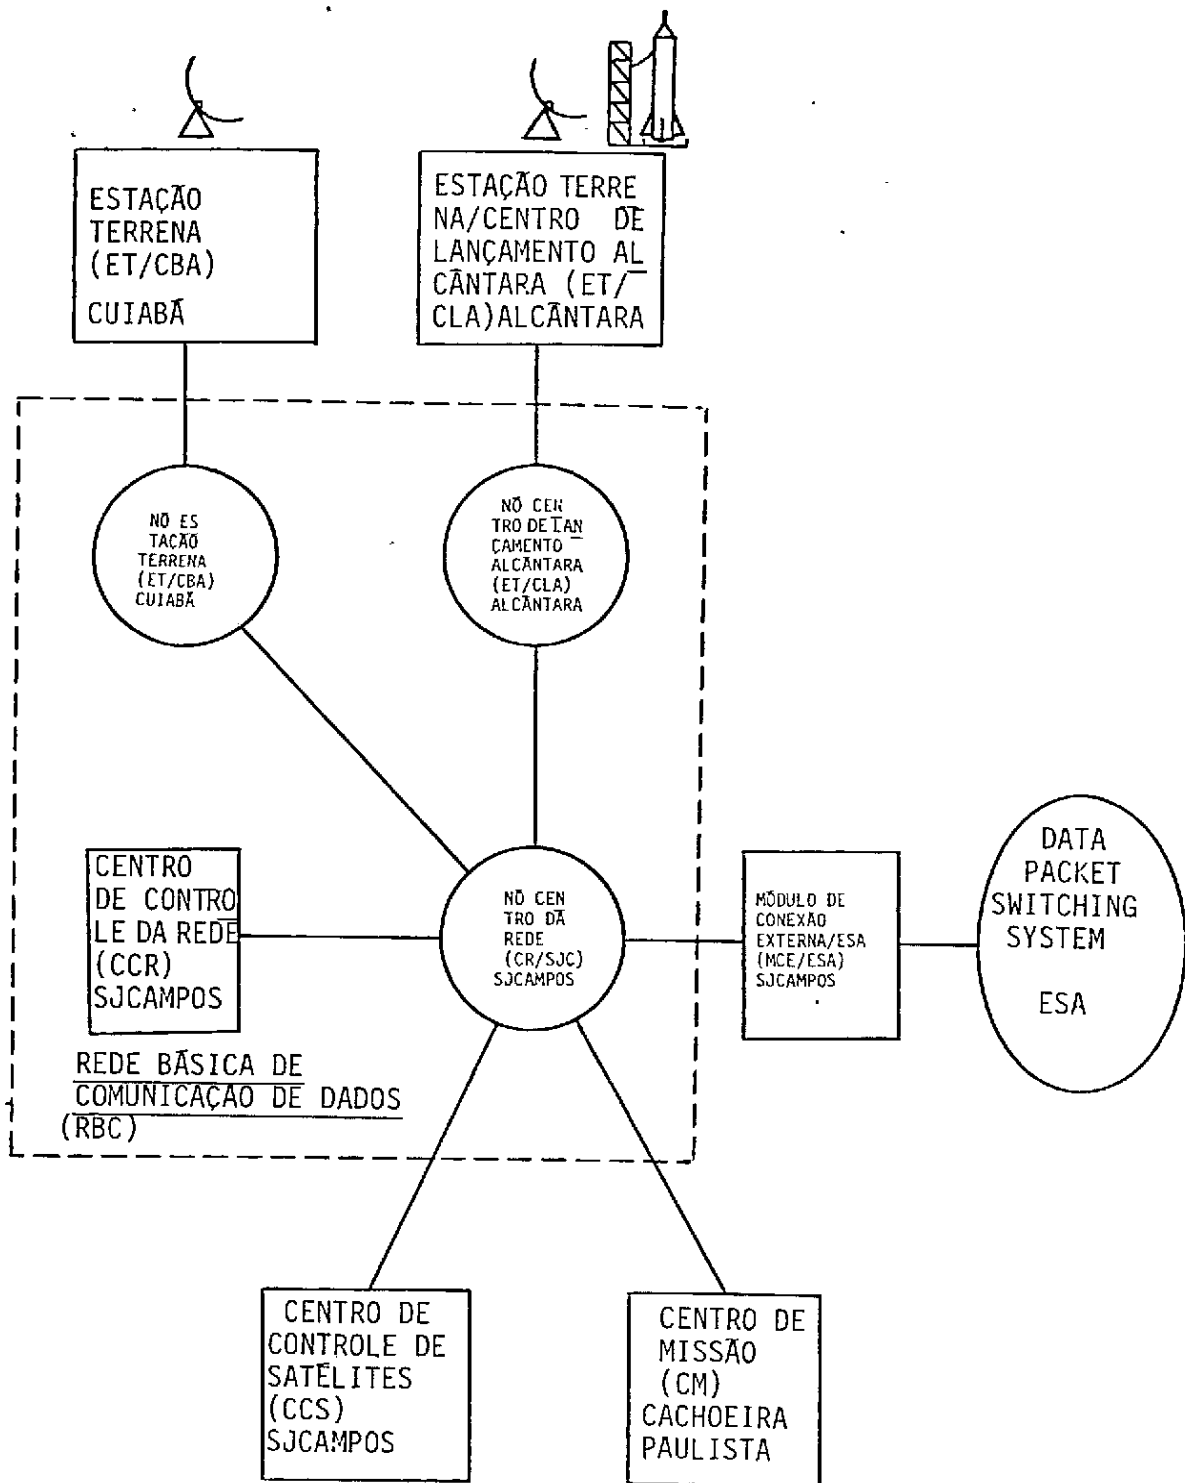 ESTAÇÃO
TERRENA
(ET/CBA)
CUIABÁ
ESTAÇÃO TERRE
NA/CENTRO DE
LANÇAMENTO AL
CÂNTARA (ET/
CLA)ALCÂNTARA
NÓ ES
TAÇÃO
TERRENA
(ET/CBA)
CUIABÁ
NÓ CEN
TRO DE LAN
ÇAMENTO
ALCÂNTARA
(ET/CLA)
ALCÂNTARA
CENTRO
DE CONTRO
LE DA REDE
(CCR)
SJCAMPOS
NÓ CEN
TRO DA
REDE
(CR/SJC)
SJCAMPOS
MÓDULO DE
CONEXÃO
EXTERNA/ESA
(MCE/ESA)
SJCAMPOS
DATA
PACKET
SWITCHING
SYSTEM
ESA
REDE BÁSICA DE
COMUNICAÇÃO DE DADOS
(RBC)
CENTRO DE
CONTROLE DE
SATÉLITES
(CCS)
SJCAMPOS
CENTRO DE
MISSÃO
(CM)
CACHOEIRA
PAULISTA